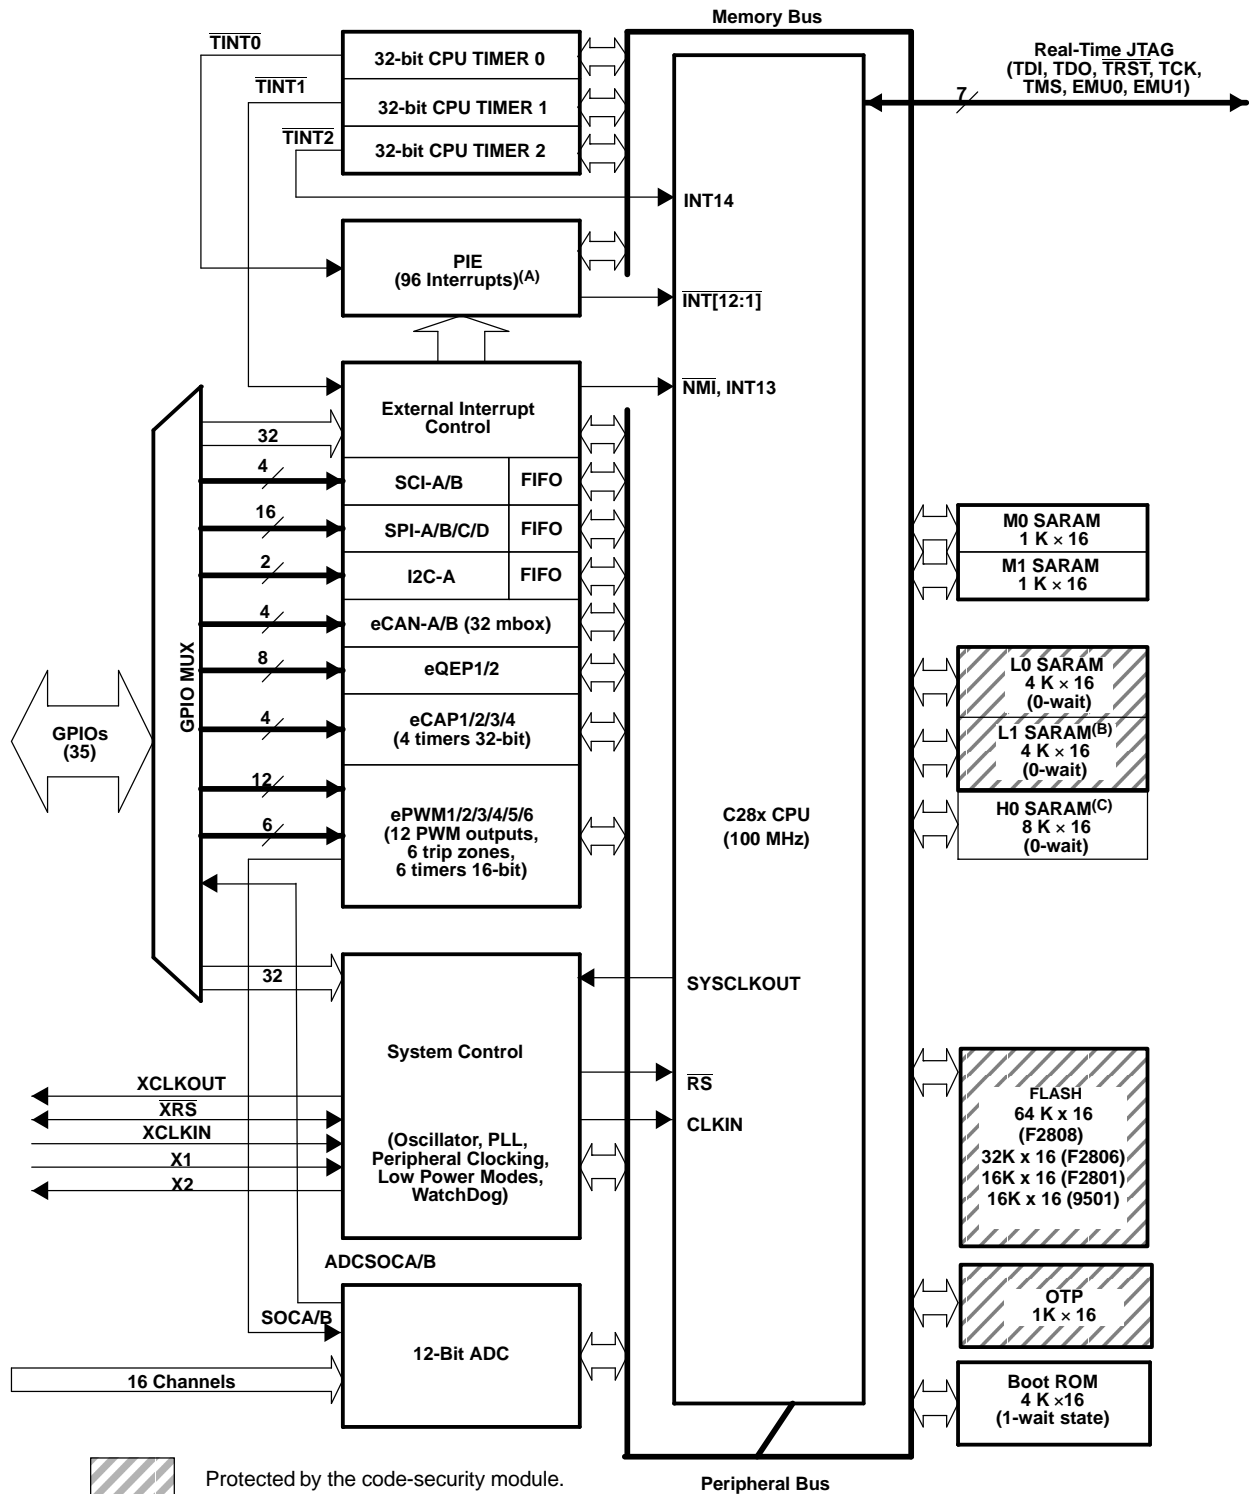 Memory Bus
TINT0
32-bit CPU TIMER 0
Real-Time JTAG
(TDI, TDO, TRST, TCK,
TMS, EMU0, EMU1)
7
TINT1
32-bit CPU TIMER 1
TINT2
32-bit CPU TIMER 2
INT14
PIE
(96 Interrupts)(A)
INT[12:1]
NMI, INT13
External Interrupt
Control
32
4
SCI-A/B
FIFO
16
SPI-A/B/C/D
FIFO
2
I2C-A
FIFO
4
eCAN-A/B (32 mbox)
8
eQEP1/2
4
eCAP1/2/3/4
(4 timers 32-bit)
12
6
ePWM1/2/3/4/5/6
(12 PWM outputs,
6 trip zones,
6 timers 16-bit)
GPIO MUX
GPIOs
(35)
C28x CPU
(100 MHz)
M0 SARAM
1 K × 16
M1 SARAM
1 K × 16
L0 SARAM
4 K × 16
(0-wait)
L1 SARAM(B)
4 K × 16
(0-wait)
H0 SARAM(C)
8 K × 16
(0-wait)
32
SYSCLKOUT
System Control
RS
CLKIN
XCLKOUT
XRS
XCLKIN
X1
X2
(Oscillator, PLL,
Peripheral Clocking,
Low Power Modes,
WatchDog)
FLASH
64 K x 16
(F2808)
32K x 16 (F2806)
16K x 16 (F2801)
16K x 16 (9501)
ADCSOCA/B
SOCA/B
12-Bit ADC
16 Channels
OTP
1K × 16
Boot ROM
4 K ×16
(1-wait state)
Protected by the code-security module.
Peripheral Bus